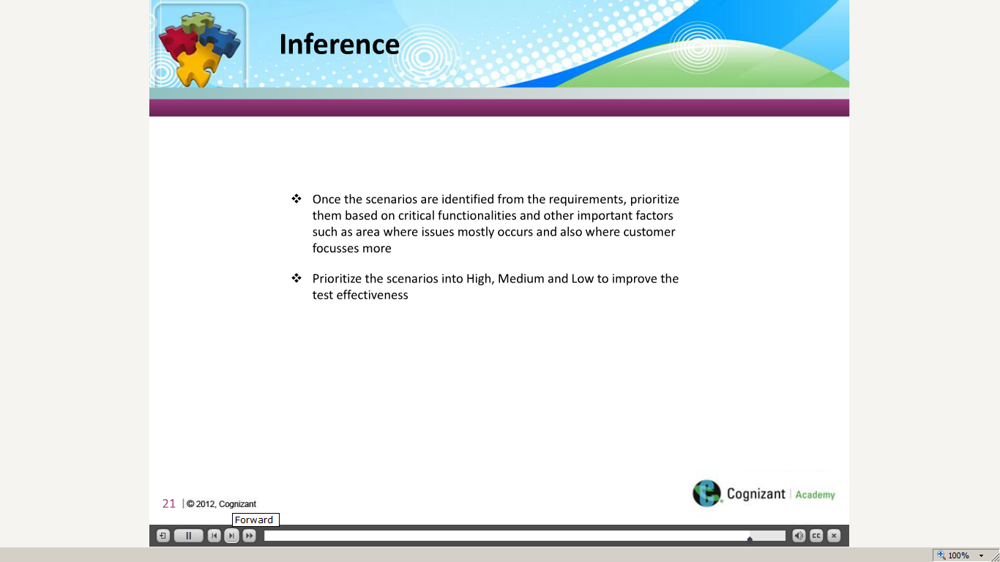 Inference
❖ Once the scenarios are identified from the requirements, prioritize
them based on critical functionalities and other important factors
such as area where issues mostly occurs and also where customer
focusses more
❖ Prioritize the scenarios into High, Medium and Low to improve the
test effectiveness
Cognizant | Academy
21 | © 2012, Cognizant
Forward
CC
100%